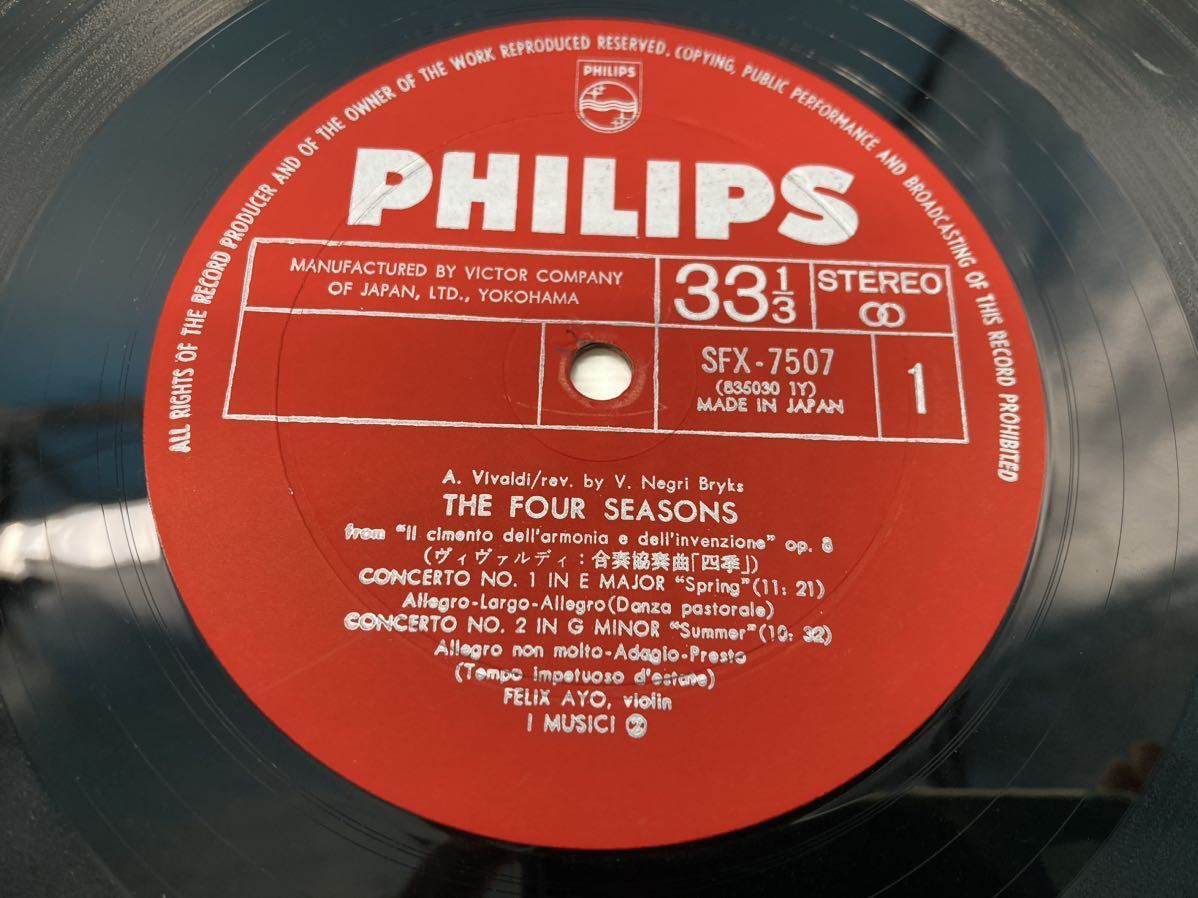 ALL RIGHTS OF THE RECORD PRODUCER AND OF THE OWNER OF THE WORK REPRODUCED RESERVED. COPYING, PUBLIC PERFORMANCE AND BROADCASTING OF THIS RECORD PROHIBITED
PHILIPS
PHILIPS
MANUFACTURED BY VICTOR COMPANY
OF JAPAN, LTD., YOKOHAMA
33 1/3
STEREO
SFX-7507
(835030 1Y)
MADE IN JAPAN
1
A. Vivaldi/rev. by V. Negri Bryks
THE FOUR SEASONS
from "Il cimento dell'armonia e dell'invenzione" op. 8
(ヴィヴァルディ:合奏協奏曲「四季」)
CONCERTO NO. 1 IN E MAJOR "Spring" (11: 21)
Allegro-Largo-Allegro(Danza pastorale)
CONCERTO NO. 2 IN G MINOR "Summer" (10: 32)
Allegro non molto-Adagio-Presto
(Tempo impetuoso d'estate)
FELIX AYO, violin
I MUSICI Ⓟ